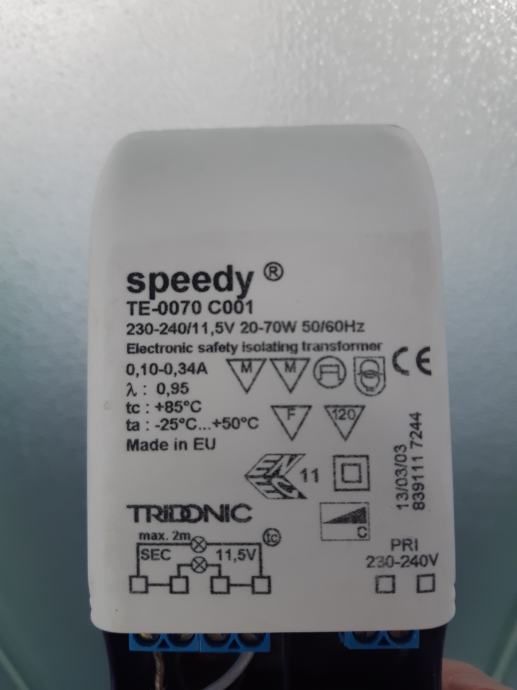 speedy ®
TE-0070 C001
230-240/11,5V 20-70W 50/60Hz
Electronic safety isolating transformer
0,10-0,34A
M M
CE
λ : 0,95
tc : +85°C
ta : -25°C...+50°C
F 120
Made in EU
11
13/03/03
839111 7244
TRIDONIC
C
max. 2m
tc
SEC 11,5V
PRI
230-240V